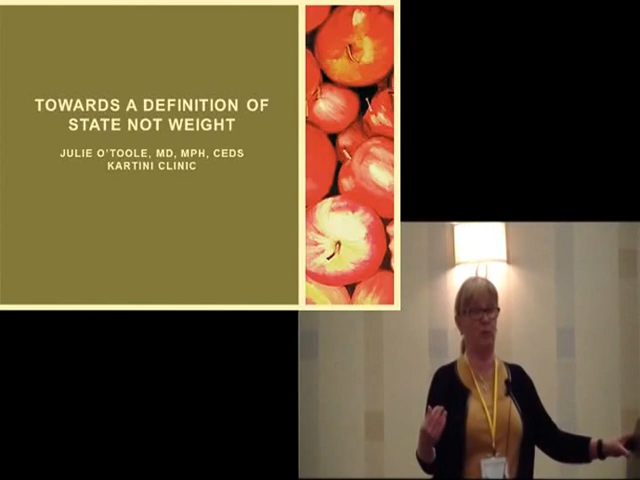 TOWARDS A DEFINITION OF
STATE NOT WEIGHT
JULIE O'TOOLE, MD, MPH, CEDS
KARTINI CLINIC